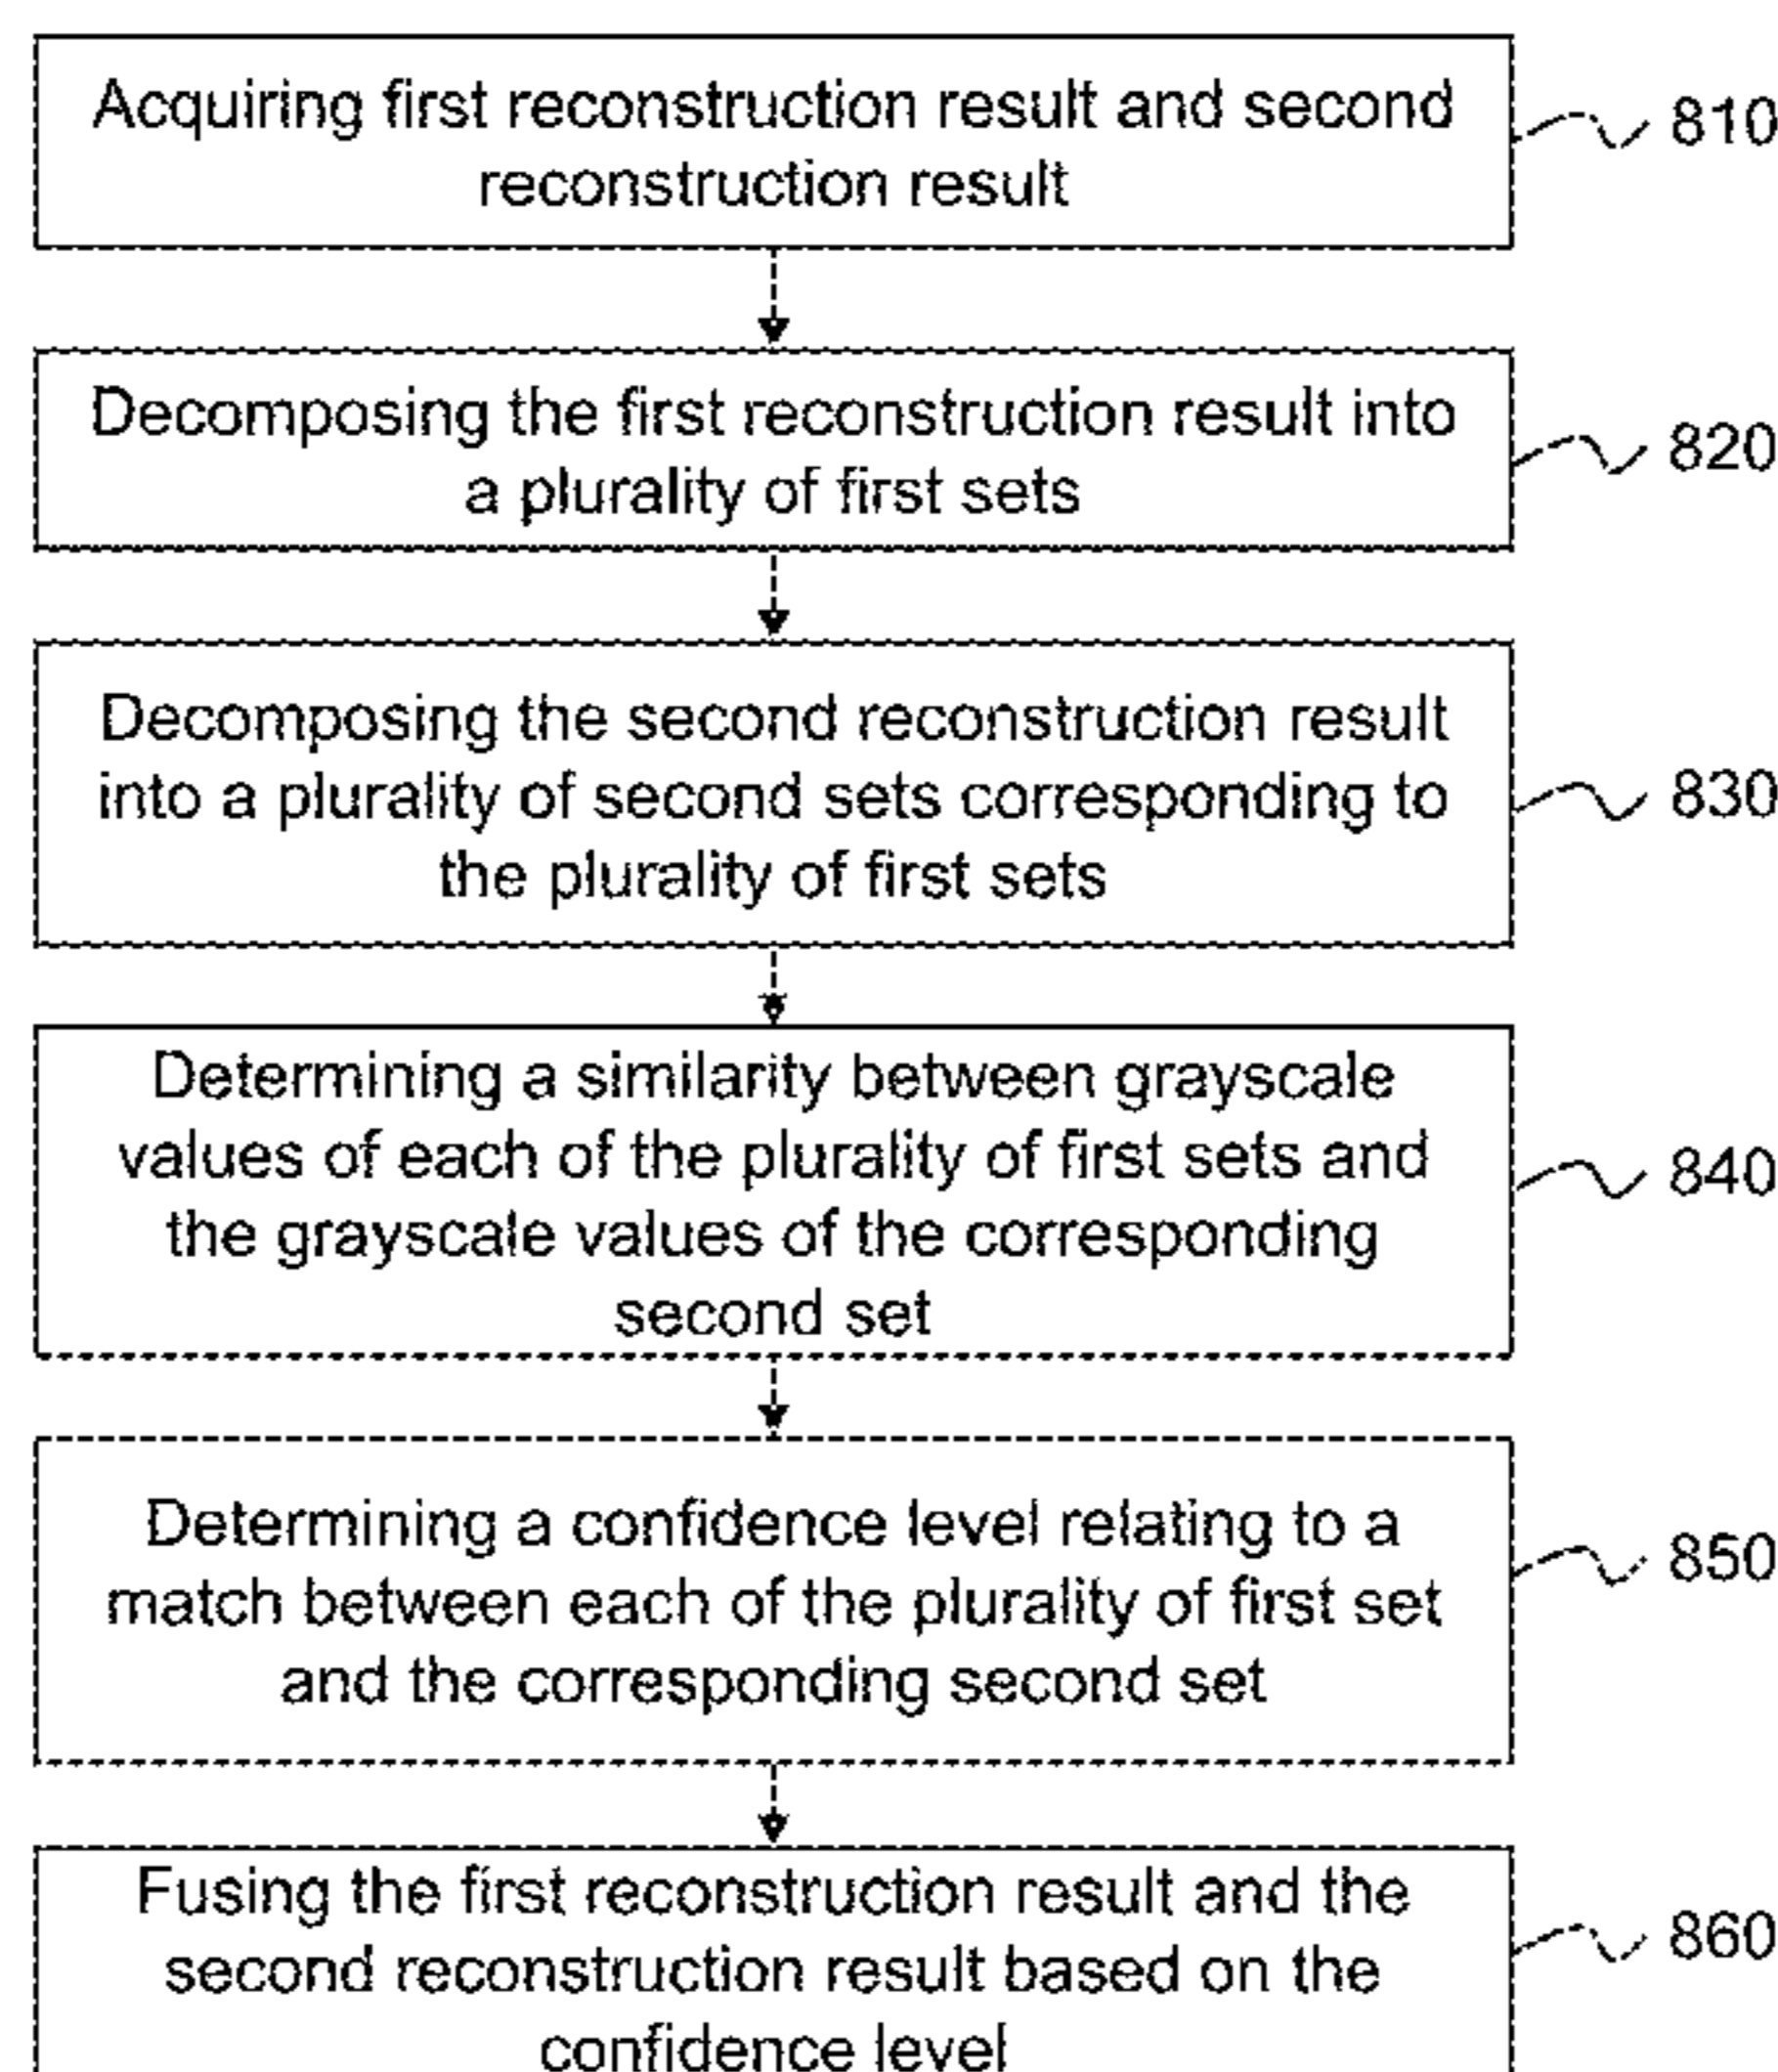 Acquiring first reconstruction result and second
reconstruction result
810
Decomposing the first reconstruction result into
a plurality of first sets
820
Decomposing the second reconstruction result
into a plurality of second sets corresponding to
the plurality of first sets
830
Determining a similarity between grayscale
values of each of the plurality of first sets and
the grayscale values of the corresponding
second set
840
Determining a confidence level relating to a
match between each of the plurality of first set
and the corresponding second set
850
Fusing the first reconstruction result and the
second reconstruction result based on the
confidence level
860